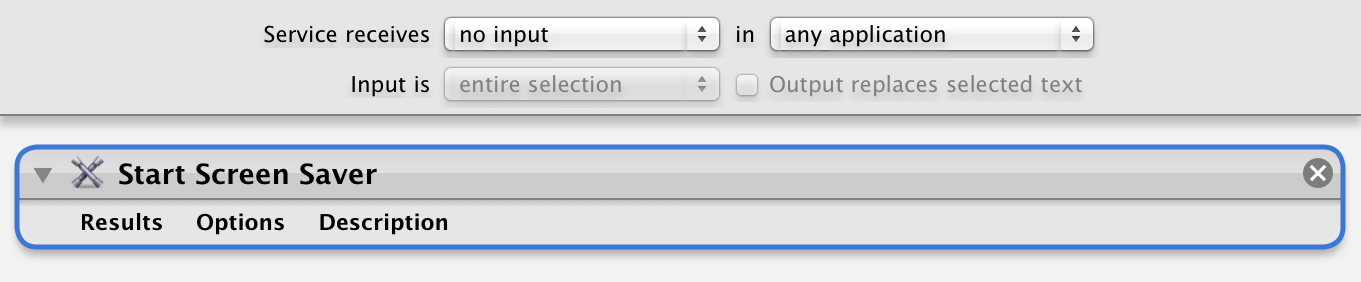 Service receives no input in any application
Input is entire selection Output replaces selected text
Start Screen Saver
Results Options Description